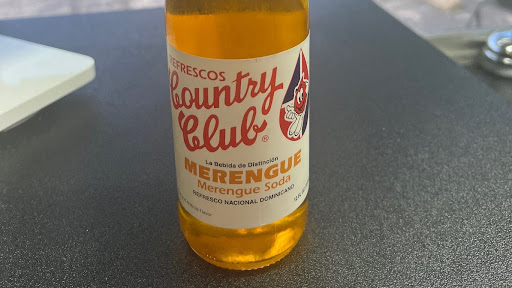 REFRESCOS
Country
Club®
La Bebida de Distinción
MERENGUE
Merengue Soda
REFRESCO NACIONAL DOMINICANO